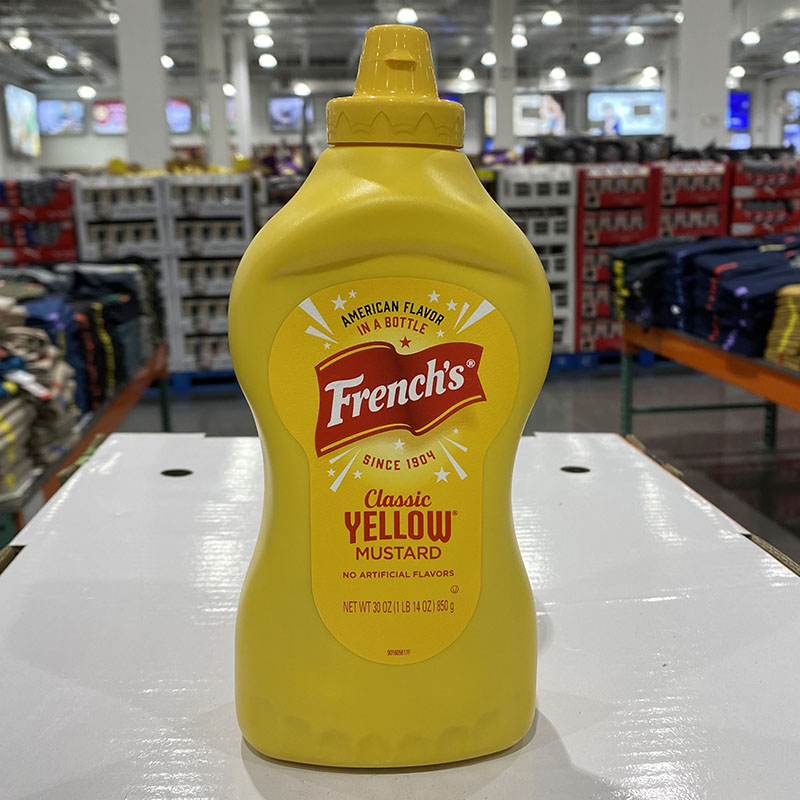 AMERICAN FLAVOR
IN A BOTTLE
French's®
SINCE 1904
Classic
YELLOW®
MUSTARD
NO ARTIFICIAL FLAVORS
NET WT 30 OZ (1 LB 14 OZ) 850 g